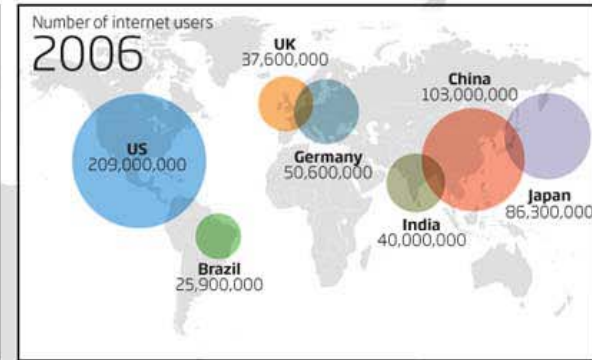 Number of internet users
2006
UK
37,600,000
China
103,000,000
US
209,000,000
Germany
50,600,000
Japan
86,300,000
India
40,000,000
Brazil
25,900,000